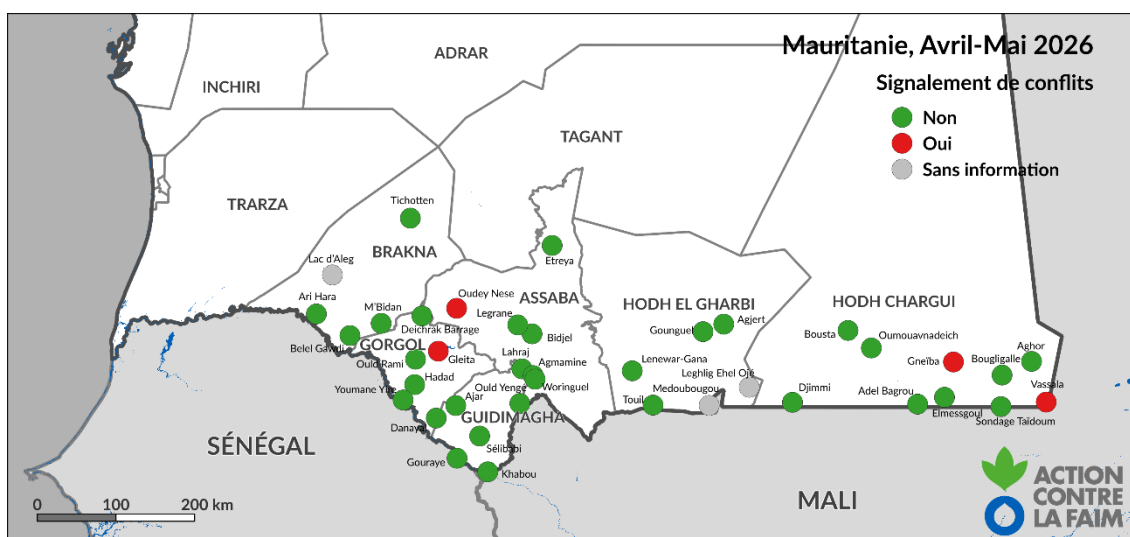 Mauritanie, Avril-Mai 2026
Signalement de conflits
Non
Oui
Sans information
ADRAR
INCHIRI
TAGANT
TRARZA
Tichotten
BRAKNA
Lac d'Aleg
Etreya
Ari Hara
M'Bidan
Oudey Nese
ASSABA
HODH EL GHARBI
HODH CHARGUI
Legrane
Deichrak Barrage
Bidjel
Gounguel
Agjert
Bousta
Oumouavnadeich
Belel Gawdi
GORGOL
Gleita
Lahraj
Agmamine
Lenewar-Gana
Leghlig Ehel Ojé
Gneïba
Aghor
Bougligalle
Ould Rami
Hadad
Ould Yenge
Woringuel
Medoubougou
Djimmi
Adel Bagrou
Vassala
Youmane Yire
Ajar
Touil
Elmessgoul
Sondage Taïdoum
Danayal
GUIDIMAGHA
Sélibabi
SÉNÉGAL
Gouraye
Khabou
MALI
0 100 200 km
ACTION
CONTRE
LA FAIM